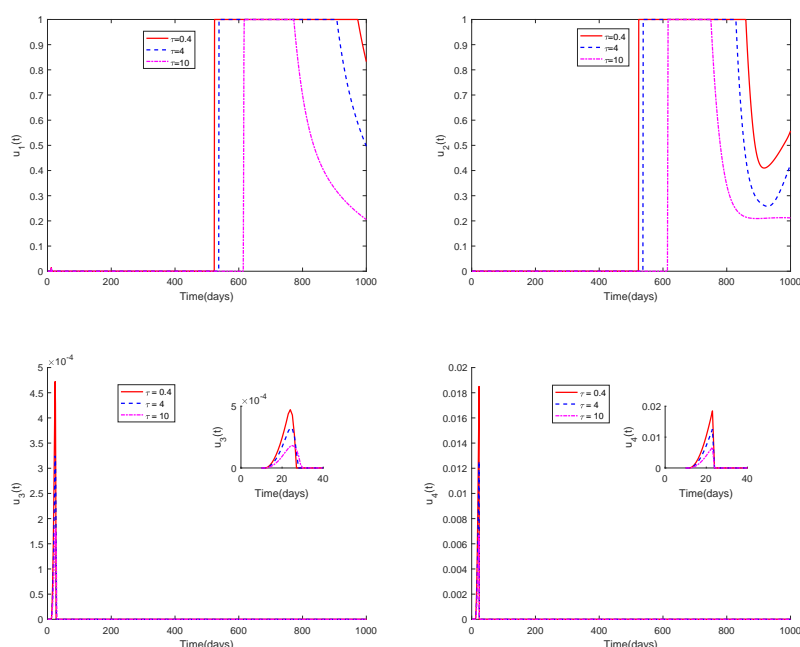 1
0.9
0.8
0.7
0.6
0.5
0.4
0.3
0.2
0.1
0
u_1(t)
τ=0.4
τ=4
τ=10
0 200 400 600 800 1000
Time(days)
1
0.9
0.8
0.7
0.6
0.5
0.4
0.3
0.2
0.1
0
u_2(t)
τ=0.4
τ=4
τ=10
0 200 400 600 800 1000
Time(days)
×10^-4
5
4.5
4
3.5
3
2.5
2
1.5
1
0.5
0
u_3(t)
τ = 0.4
τ = 4
τ = 10
5 ×10^-4
0
u_3(t)
0 20 40
Time(days)
0 200 400 600 800 1000
Time(days)
0.02
0.018
0.016
0.014
0.012
0.01
0.008
0.006
0.004
0.002
0
u_4(t)
τ = 0.4
τ = 4
τ = 10
0.02
0.01
0
u_4(t)
0 20 40
Time(days)
0 200 400 600 800 1000
Time(days)